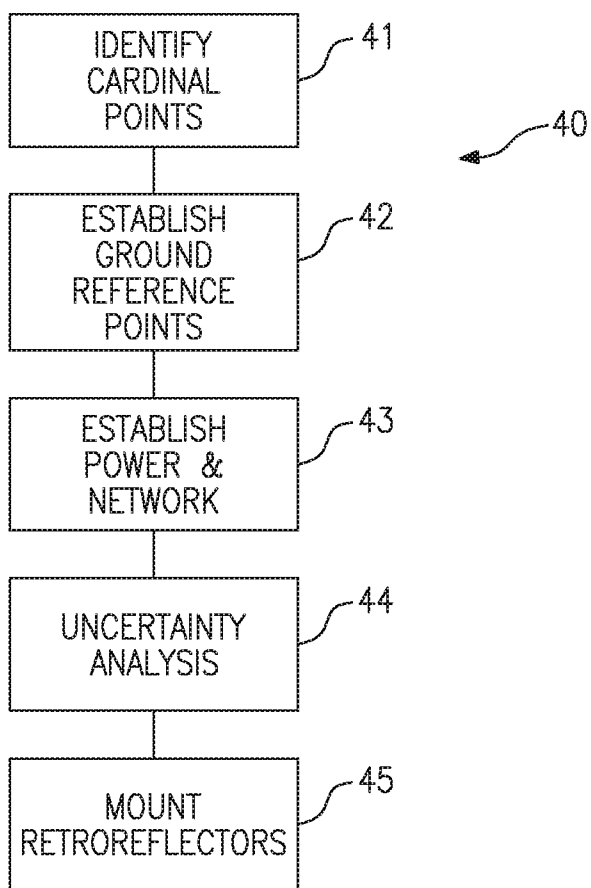 IDENTIFY
CARDINAL
POINTS
41
40
ESTABLISH
GROUND
REFERENCE
POINTS
42
ESTABLISH
POWER &
NETWORK
43
UNCERTAINTY
ANALYSIS
44
MOUNT
RETROREFLECTORS
45